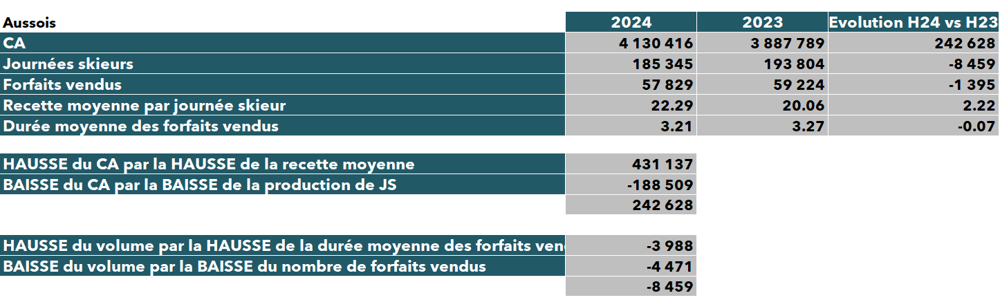 Aussois 2024 2023 Evolution H24 vs H23
CA 4 130 416 3 887 789 242 628
Journées skieurs 185 345 193 804 -8 459
Forfaits vendus 57 829 59 224 -1 395
Recette moyenne par journée skieur 22.29 20.06 2.22
Durée moyenne des forfaits vendus 3.21 3.27 -0.07
HAUSSE du CA par la HAUSSE de la recette moyenne 431 137
BAISSE du CA par la BAISSE de la production de JS -188 509
242 628
HAUSSE du volume par la HAUSSE de la durée moyenne des forfaits ven -3 988
BAISSE du volume par la BAISSE du nombre de forfaits vendus -4 471
-8 459